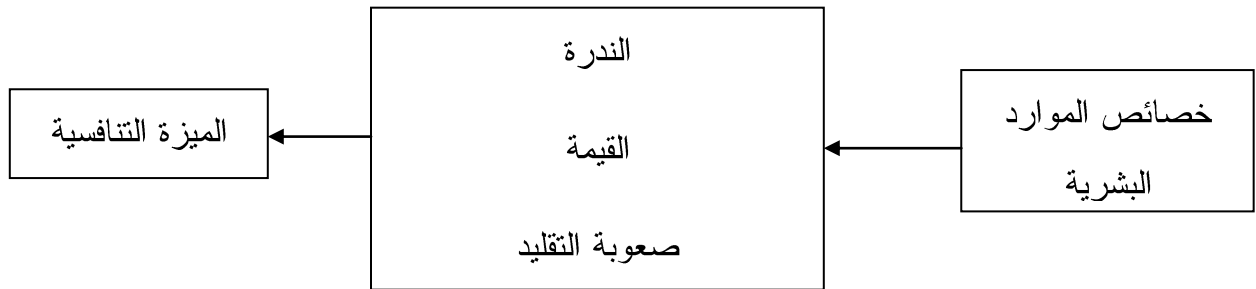 خصائص الموارد
البشرية
الندرة
القيمة
صعوبة التقليد
الميزة التنافسية